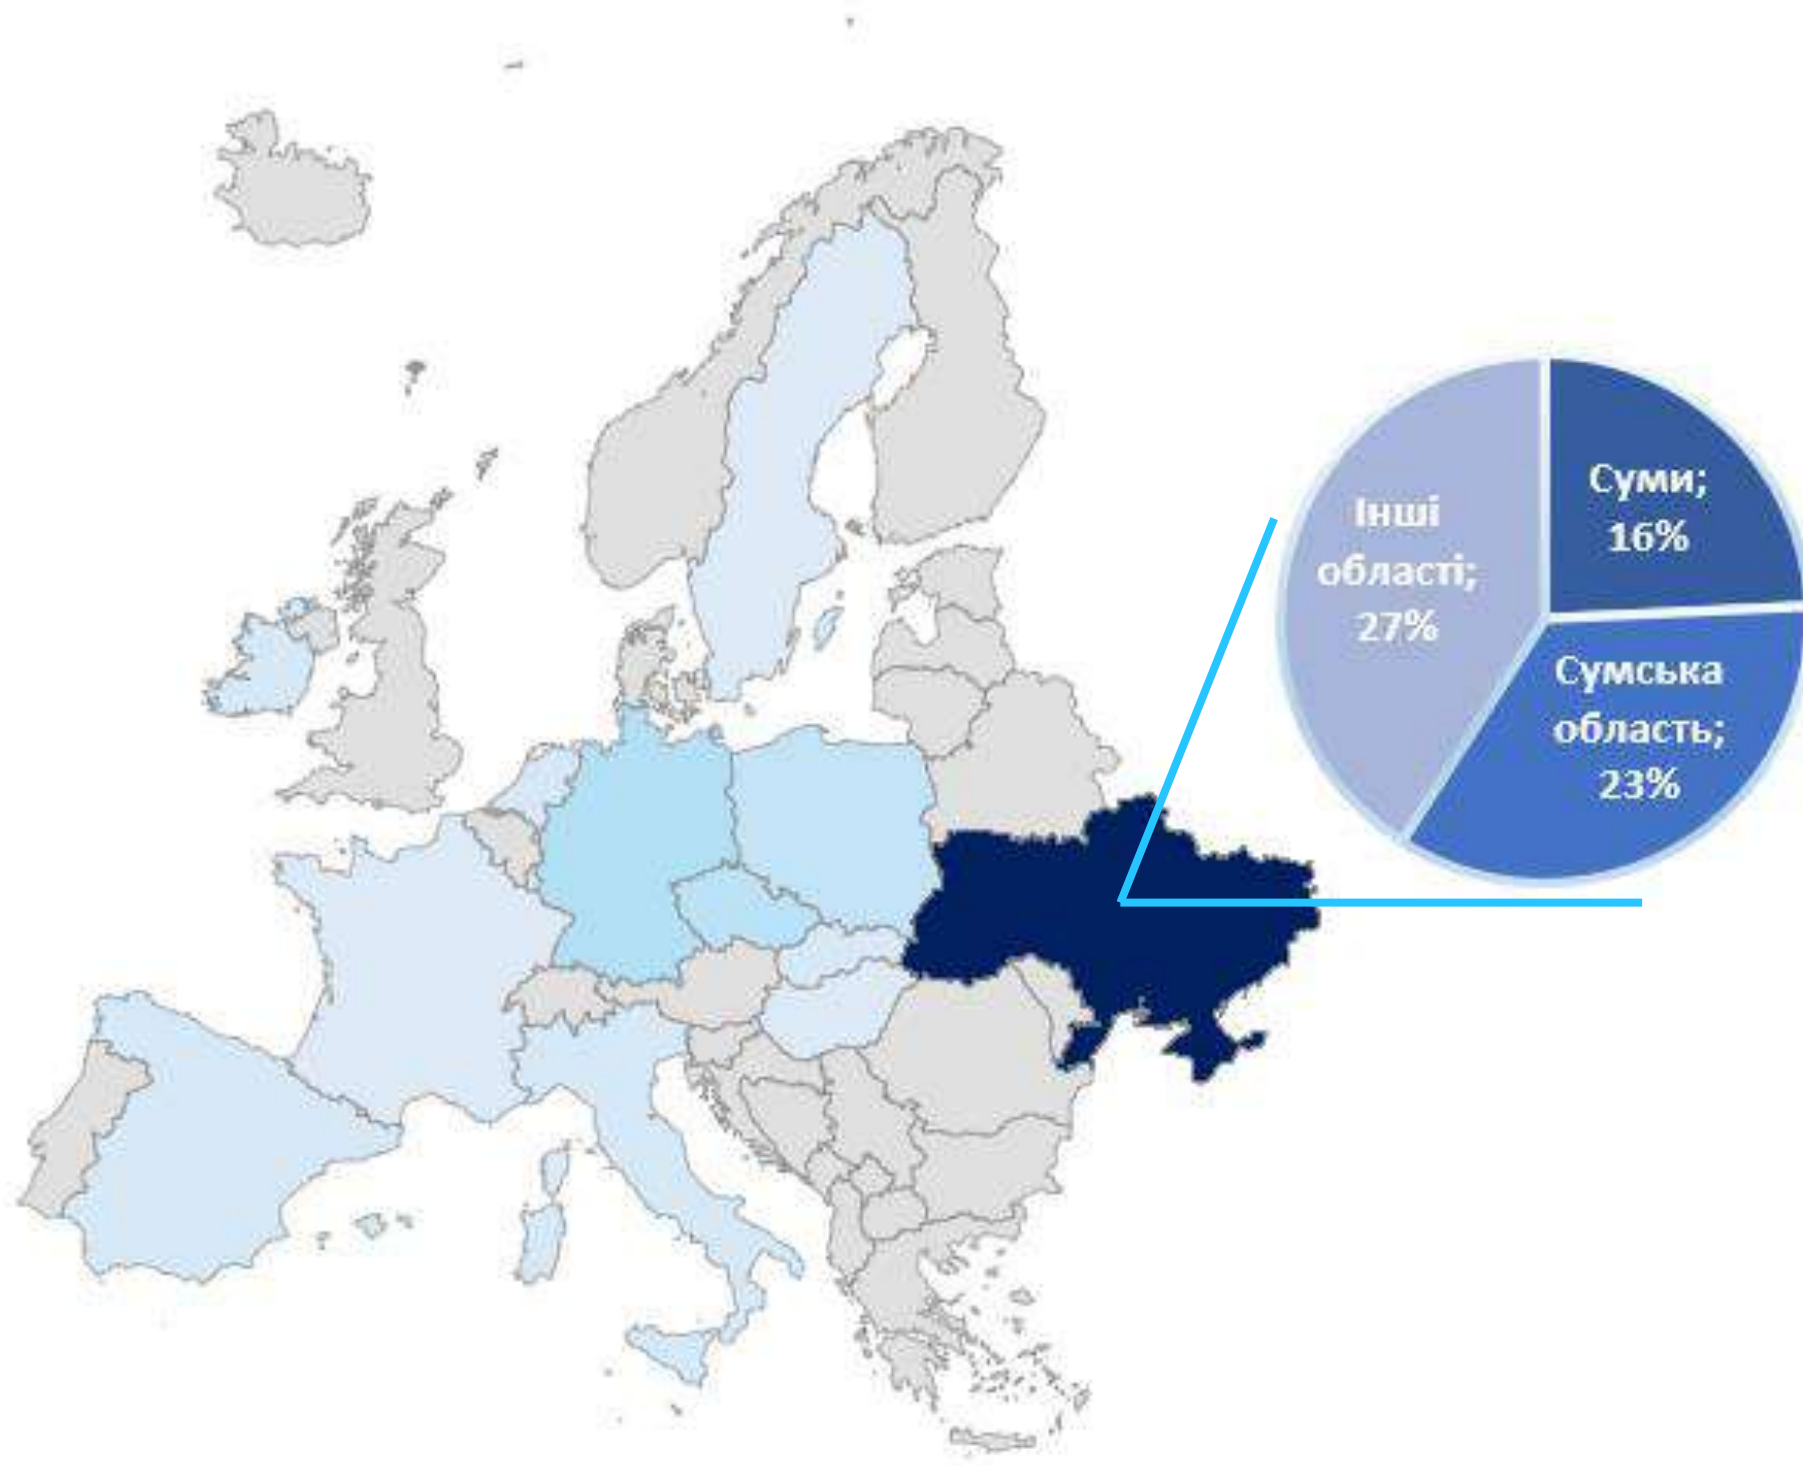 Інші
області;
27%
Суми;
16%
Сумська
область;
23%